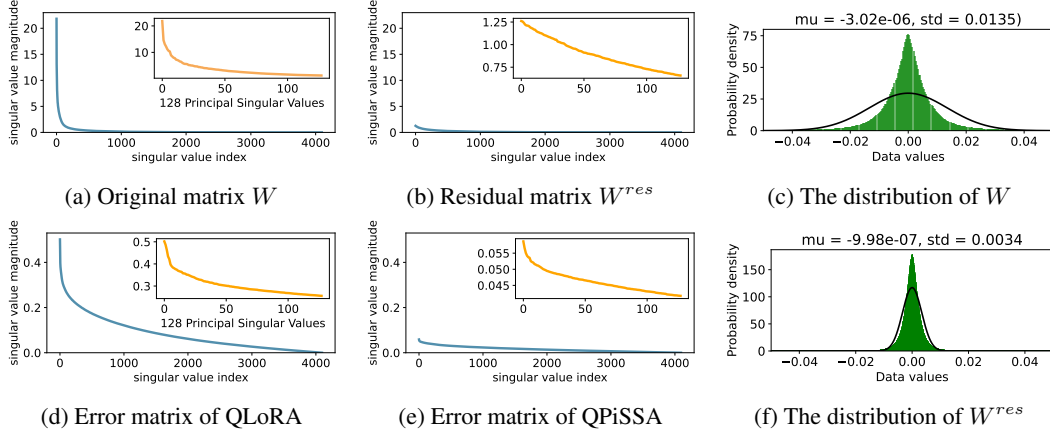 mu = -3.02e-06, std = 0.0135)
singular value magnitude
20
15
10
5
0
20
10
0 50 100
128 Principal Singular Values
0 1000 2000 3000 4000
singular value index
(a) Original matrix W
singular value magnitude
20
15
10
5
0
1.25
1.00
0.75
0 50 100
0 1000 2000 3000 4000
singular value index
(b) Residual matrix W^{res}
Probability density
75
50
25
0
−0.04 −0.02 0.00 0.02 0.04
Data values
(c) The distribution of W
singular value magnitude
0.4
0.2
0.0
0.5
0.4
0.3
0 50 100
128 Principal Singular Values
0 1000 2000 3000 4000
singular value index
(d) Error matrix of QLoRA
singular value magnitude
0.4
0.2
0.0
0.055
0.050
0.045
0 50 100
0 1000 2000 3000 4000
singular value index
(e) Error matrix of QPiSSA
mu = -9.98e-07, std = 0.0034
Probability density
150
100
50
0
−0.04 −0.02 0.00 0.02 0.04
Data values
(f) The distribution of W^{res}